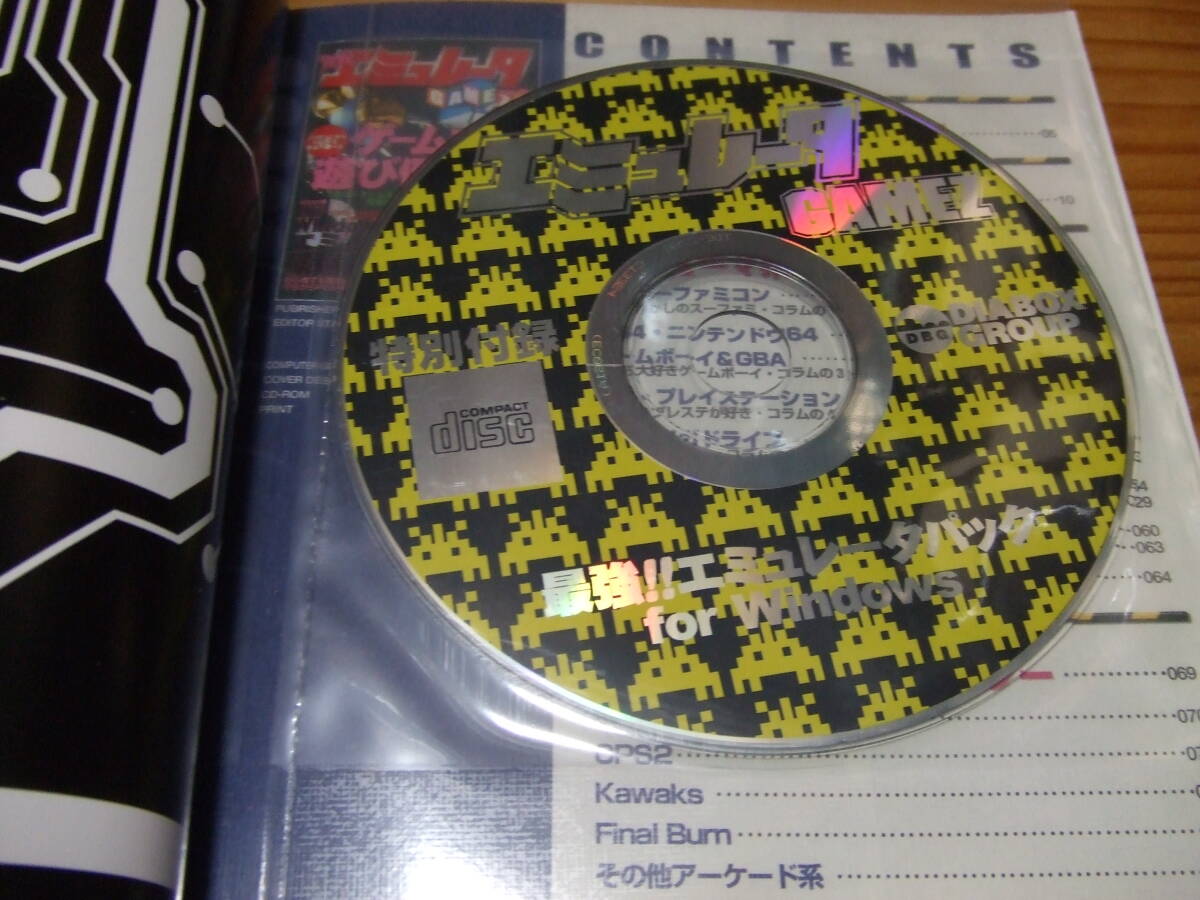 CONTENTS
エミュレータ
GAMEZ
ゲーム
05
10
エミュレータ
GAMEZ
DIABOX
GROUP
DBG
特別付録
COMPACT
disc
ーファミコン
しのスーファミ・コラムの
64・ニンテンドウ64
ームボーイ&GBA
大好きゲームボーイ・コラムの3
プレイステーション
プレステが好き・コラムの
ドライブ
最強!!エミュレータパック
for Windows
EDITOR
COMPUTER
COVER
CD-ROM
PRINT
54
29
060
063
064
069
070
CPS2
Kawaks
Final Burn
その他アーケード系